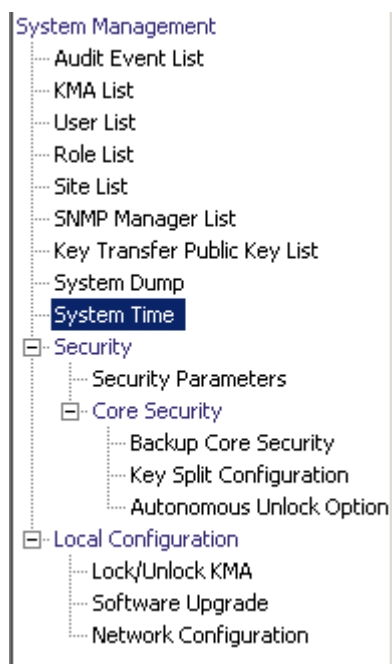 System Management
Audit Event List
KMA List
User List
Role List
Site List
SNMP Manager List
Key Transfer Public Key List
System Dump
System Time
Security
Security Parameters
Core Security
Backup Core Security
Key Split Configuration
Autonomous Unlock Option
Local Configuration
Lock/Unlock KMA
Software Upgrade
Network Configuration